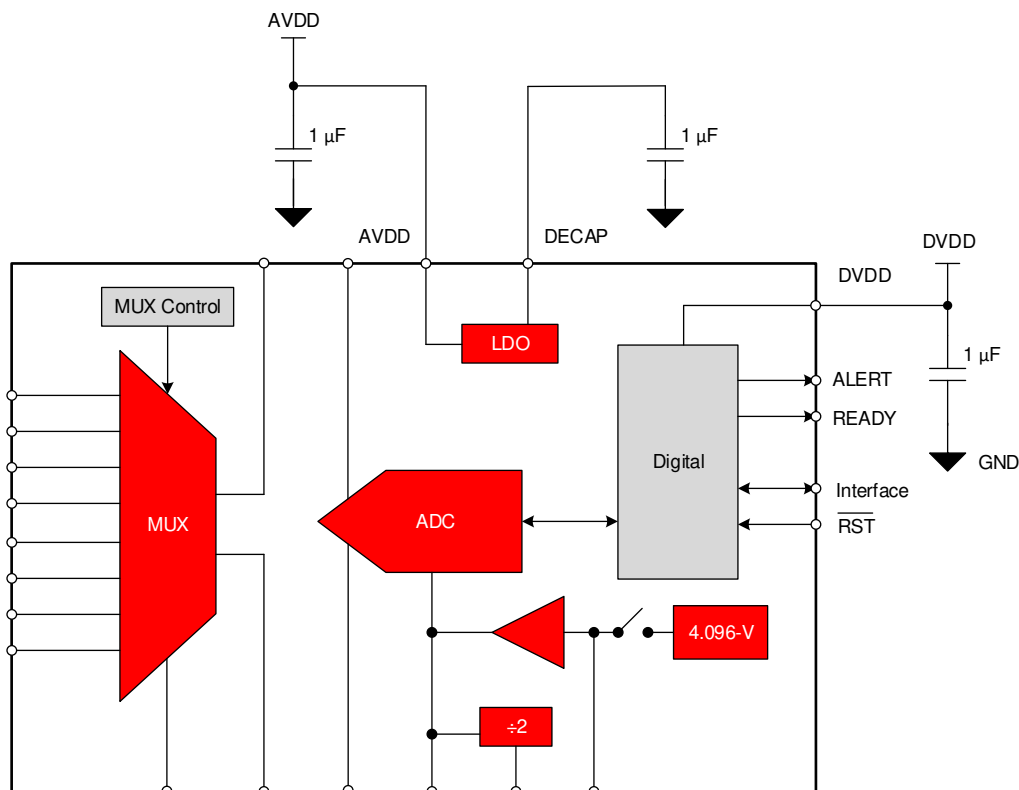 AVDD
1 µF
1 µF
AVDD
DECAP
DVDD
DVDD
MUX Control
LDO
1 µF
ALERT
READY
Digital
GND
Interface
MUX
ADC
RST
4.096-V
÷2